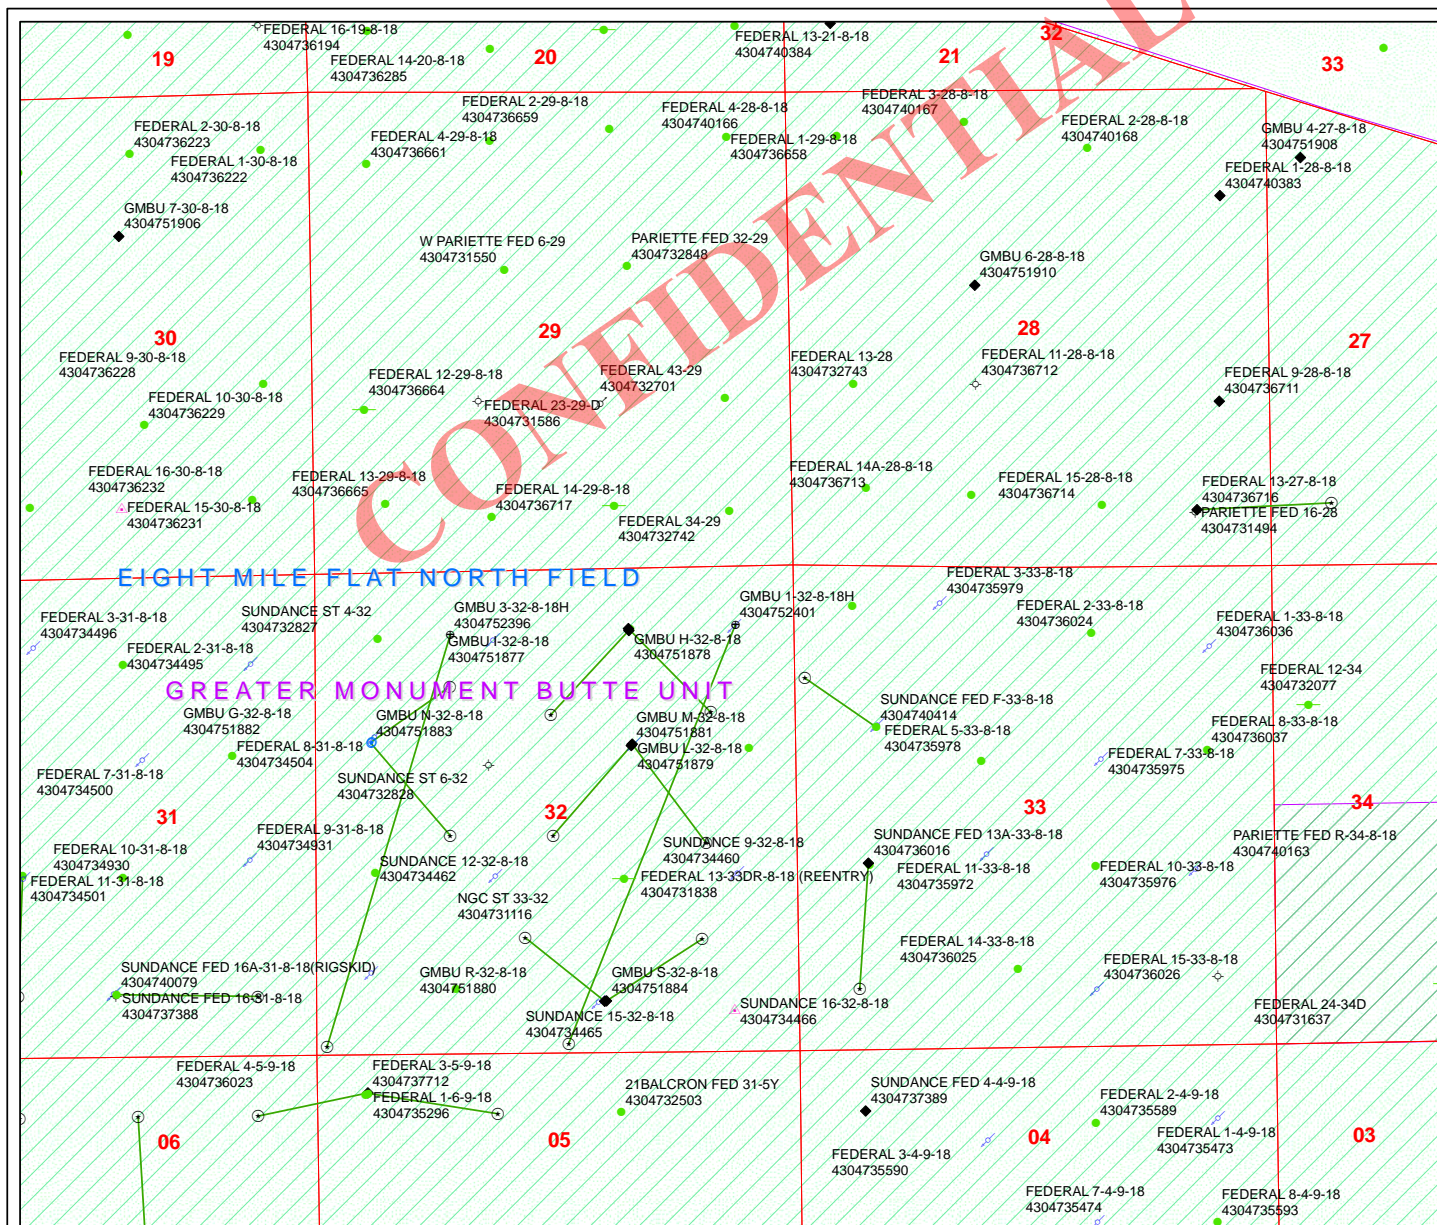 FEDERAL 16-19-8-18
4304736194
FEDERAL 14-20-8-18
4304736285
FEDERAL 13-21-8-18
4304740384
19
20
21
32
33
FEDERAL 2-29-8-18
4304736659
FEDERAL 4-28-8-18
4304740166
FEDERAL 3-28-8-18
4304740167
FEDERAL 2-30-8-18
4304736223
FEDERAL 1-30-8-18
4304736222
FEDERAL 4-29-8-18
4304736661
FEDERAL 1-29-8-18
4304736658
FEDERAL 2-28-8-18
4304740168
GMBU 4-27-8-18
4304751908
FEDERAL 1-28-8-18
4304740383
GMBU 7-30-8-18
4304751906
W PARIETTE FED 6-29
4304731550
PARIETTE FED 32-29
4304732848
GMBU 6-28-8-18
4304751910
CONFIDENTIAL
30
29
28
27
FEDERAL 9-30-8-18
4304736228
FEDERAL 10-30-8-18
4304736229
FEDERAL 12-29-8-18
4304736664
FEDERAL 43-29
4304732701
FEDERAL 23-29-D
4304731586
FEDERAL 13-28
4304732743
FEDERAL 11-28-8-18
4304736712
FEDERAL 9-28-8-18
4304736711
FEDERAL 16-30-8-18
4304736232
FEDERAL 15-30-8-18
4304736231
FEDERAL 13-29-8-18
4304736665
FEDERAL 14-29-8-18
4304736717
FEDERAL 34-29
4304732742
FEDERAL 14A-28-8-18
4304736713
FEDERAL 15-28-8-18
4304736714
FEDERAL 13-27-8-18
4304736716
PARIETTE FED 16-28
4304731494
EIGHT MILE FLAT NORTH FIELD
FEDERAL 3-31-8-18
4304734496
SUNDANCE ST 4-32
4304732827
FEDERAL 2-31-8-18
4304734495
GMBU 3-32-8-18H
4304752396
GMBU I-32-8-18
4304751877
GMBU H-32-8-18
4304751878
GMBU 1-32-8-18H
4304752401
FEDERAL 3-33-8-18
4304735979
FEDERAL 2-33-8-18
4304736024
FEDERAL 1-33-8-18
4304736036
FEDERAL 12-34
4304732077
GREATER MONUMENT BUTTE UNIT
GMBU G-32-8-18
4304751882
FEDERAL 8-31-8-18
4304734504
GMBU N-32-8-18
4304751883
GMBU M-32-8-18
4304751881
GMBU L-32-8-18
4304751879
SUNDANCE FED F-33-8-18
4304740414
FEDERAL 5-33-8-18
4304735978
FEDERAL 8-33-8-18
4304736037
FEDERAL 7-33-8-18
4304735975
FEDERAL 7-31-8-18
4304734500
SUNDANCE ST 6-32
4304732828
31
32
33
34
FEDERAL 9-31-8-18
4304734931
FEDERAL 10-31-8-18
4304734930
FEDERAL 11-31-8-18
4304734501
SUNDANCE 12-32-8-18
4304734462
SUNDANCE 9-32-8-18
4304734460
FEDERAL 13-33DR-8-18 (REENTRY)
4304731838
NGC ST 33-32
4304731116
SUNDANCE FED 13A-33-8-18
4304736016
FEDERAL 11-33-8-18
4304735972
FEDERAL 10-33-8-18
4304735976
PARIETTE FED R-34-8-18
4304740163
SUNDANCE FED 16A-31-8-18(RIGSKID)
4304740079
SUNDANCE FED 16-31-8-18
4304737388
GMBU R-32-8-18
4304751880
GMBU S-32-8-18
4304751884
SUNDANCE 15-32-8-18
4304734465
SUNDANCE 16-32-8-18
4304734466
FEDERAL 14-33-8-18
4304736025
FEDERAL 15-33-8-18
4304736026
FEDERAL 24-34D
4304731637
FEDERAL 4-5-9-18
4304736023
FEDERAL 3-5-9-18
4304737712
FEDERAL 1-6-9-18
4304735296
21BALCRON FED 31-5Y
4304732503
SUNDANCE FED 4-4-9-18
4304737389
FEDERAL 2-4-9-18
4304735589
FEDERAL 1-4-9-18
4304735473
06
05
04
03
FEDERAL 3-4-9-18
4304735590
FEDERAL 7-4-9-18
4304735474
FEDERAL 8-4-9-18
4304735593